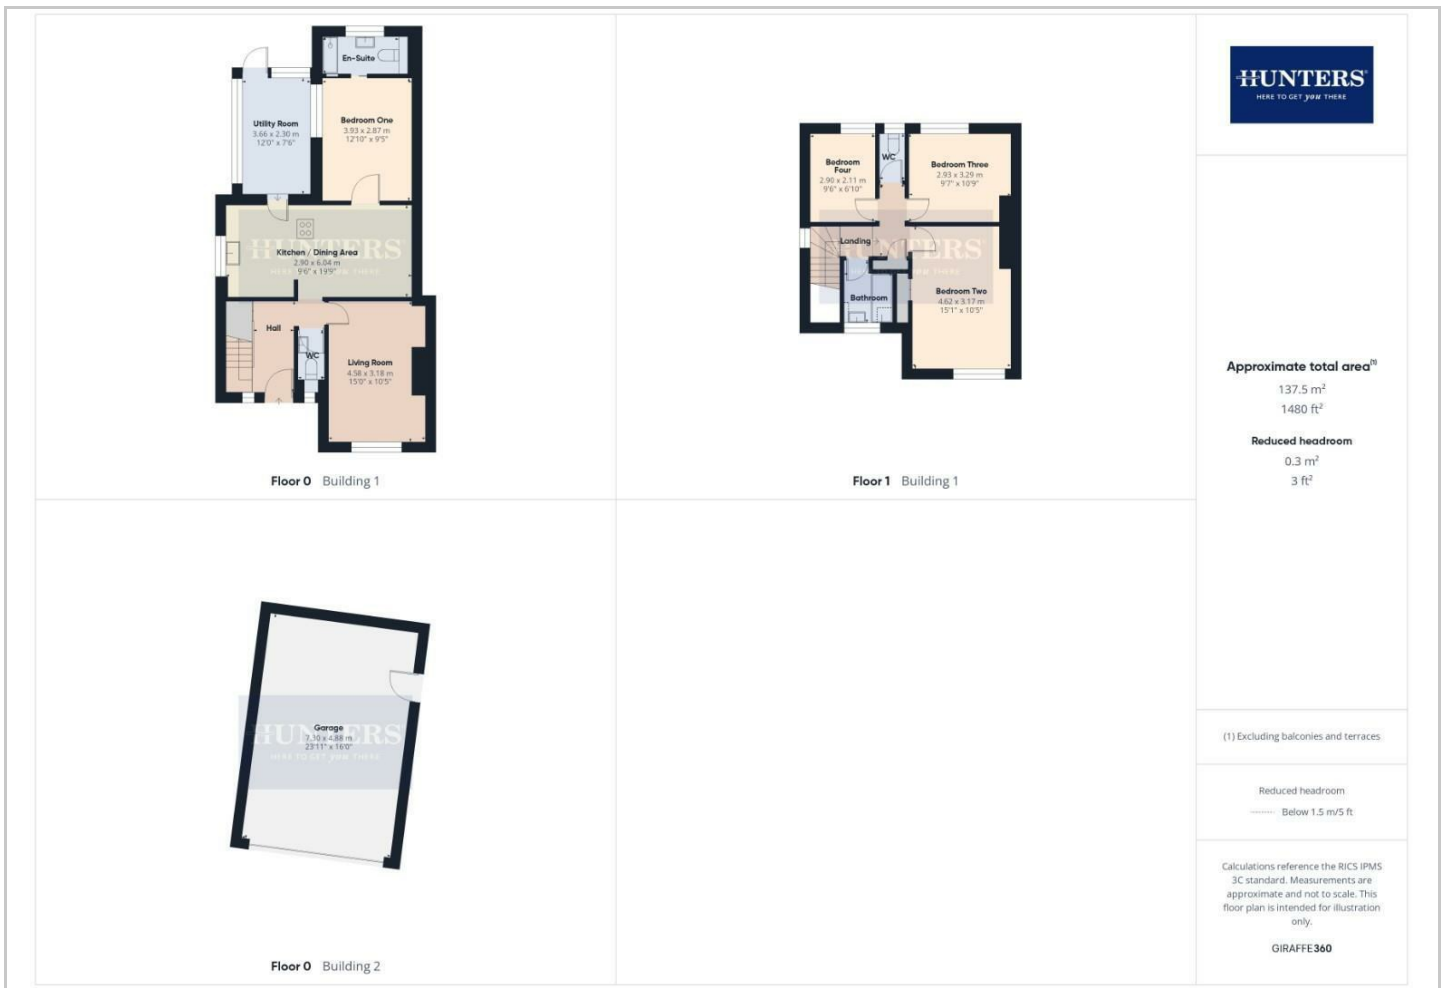 En-Suite
Utility Room
3.66 x 2.30 m
12'0" x 7'6"
Bedroom One
3.93 x 2.87 m
12'10" x 9'5"
HUNTERS
Kitchen / Dining Area
2.90 x 6.04 m
9'6" x 19'9"
Hall
WC
Living Room
4.58 x 3.18 m
15'0" x 10'5"
Floor 0 Building 1
Bedroom
Four
2.90 x 2.11 m
9'6" x 6'10"
WC
Bedroom Three
2.93 x 3.29 m
9'7" x 10'9"
Landing
HUNTERS
Bathroom
Bedroom Two
4.62 x 3.17 m
15'1" x 10'5"
Floor 1 Building 1
Garage
HUNTERS
7.30 x 4.88 m
23'11" x 16'0"
HERE TO GET you THERE
Floor 0 Building 2
HUNTERS®
HERE TO GET you THERE
Approximate total area(1)
137.5 m²
1480 ft²
Reduced headroom
0.3 m²
3 ft²
(1) Excluding balconies and terraces
Reduced headroom
Below 1.5 m/5 ft
Calculations reference the RICS IPMS
3C standard. Measurements are
approximate and not to scale. This
floor plan is intended for illustration
only.
GIRAFFE360